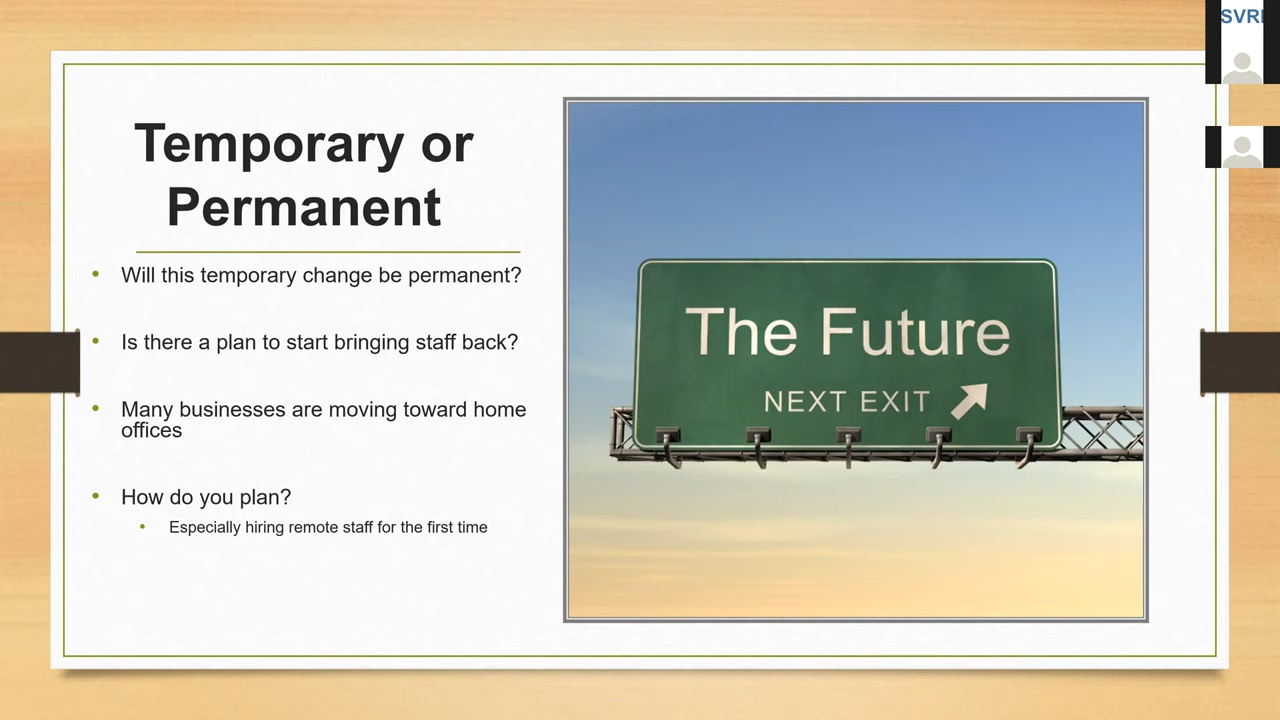 Temporary or
Permanent
Will this temporary change be permanent?
Is there a plan to start bringing staff back?
Many businesses are moving toward home
offices
How do you plan?
Especially hiring remote staff for the first time
The Future
NEXT EXIT